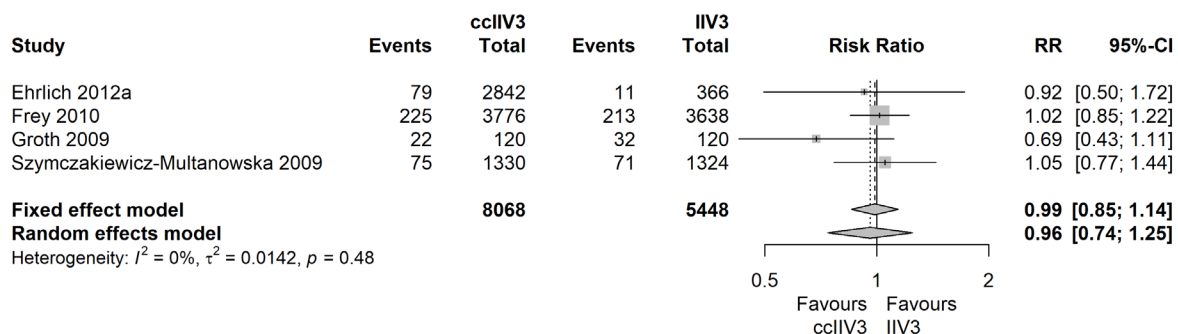 ccIIV3 IIV3
Study Events Total Events Total Risk Ratio RR 95%-CI
Ehrlich 2012a 79 2842 11 366 0.92 [0.50; 1.72]
Frey 2010 225 3776 213 3638 1.02 [0.85; 1.22]
Groth 2009 22 120 32 120 0.69 [0.43; 1.11]
Szymczakiewicz-Multanowska 2009 75 1330 71 1324 1.05 [0.77; 1.44]
Fixed effect model 8068 5448 0.99 [0.85; 1.14]
Random effects model 0.96 [0.74; 1.25]
Heterogeneity: I² = 0%, τ² = 0.0142, p = 0.48
0.5 1 2
Favours Favours
ccIIV3 IIV3